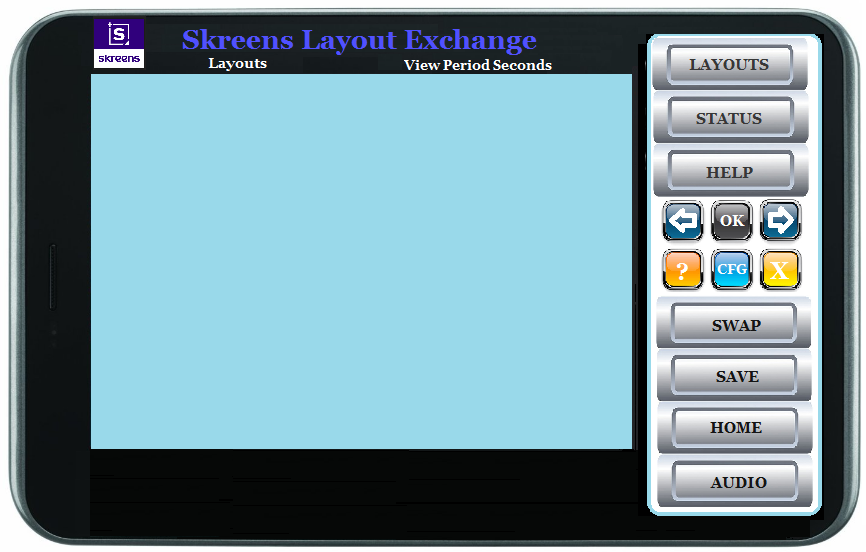 S
skreens
Skreens Layout Exchange
Layouts
View Period Seconds
LAYOUTS
STATUS
HELP
OK
?
CFG
X
SWAP
SAVE
HOME
AUDIO